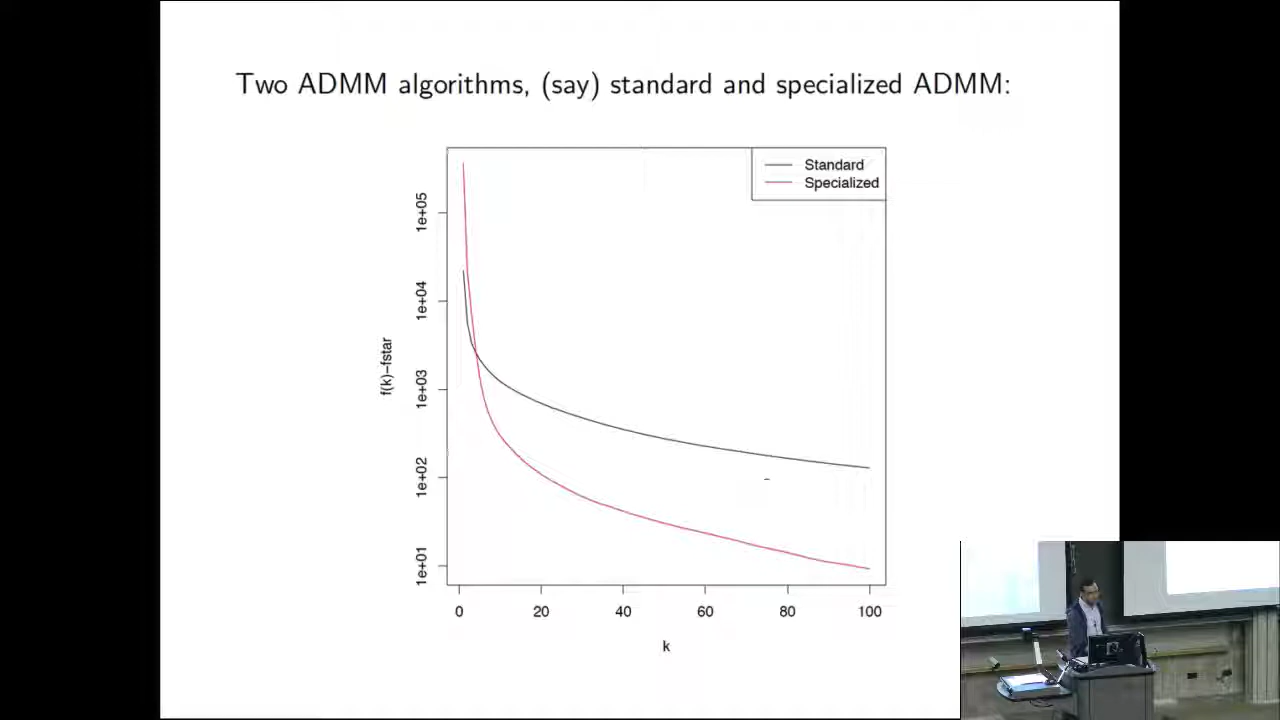 Two ADMM algorithms, (say) standard and specialized ADMM:
Standard
Specialized
1e+05
1e+04
1e+03
1e+02
1e+01
f(k)−fstar
0 20 40 60 80 100
k